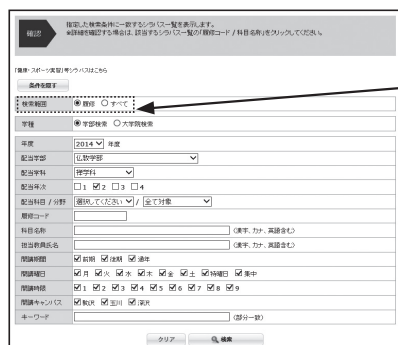 確認
指定した検索条件に一致するシラバス一覧を表示します。
※詳細を確認する場合は、該当するシラバス一覧の「履修コード / 科目名称」をクリックしてください。
「健康・スポーツ実習」等シラバスはこちら
条件を隠す
検索範囲 履修 すべて
学種 学部検索 大学院検索
年度 2014 年度
配当学部 仏教学部
配当学科 禅学科
配当年次 1 2 3 4
配当科目 / 分野 選択してください / 全て対象
履修コード
科目名称 (漢字、カナ、英語含む)
担当教員氏名 (漢字、カナ、英語含む)
開講期間 前期 後期 通年
開講曜日 月 火 水 木 金 土 特曜日 集中
開講時限 1 2 3 4 5 6 7 8 9
開講キャンパス 駒沢 玉川 深沢
キーワード (部分一致)
クリア 検索